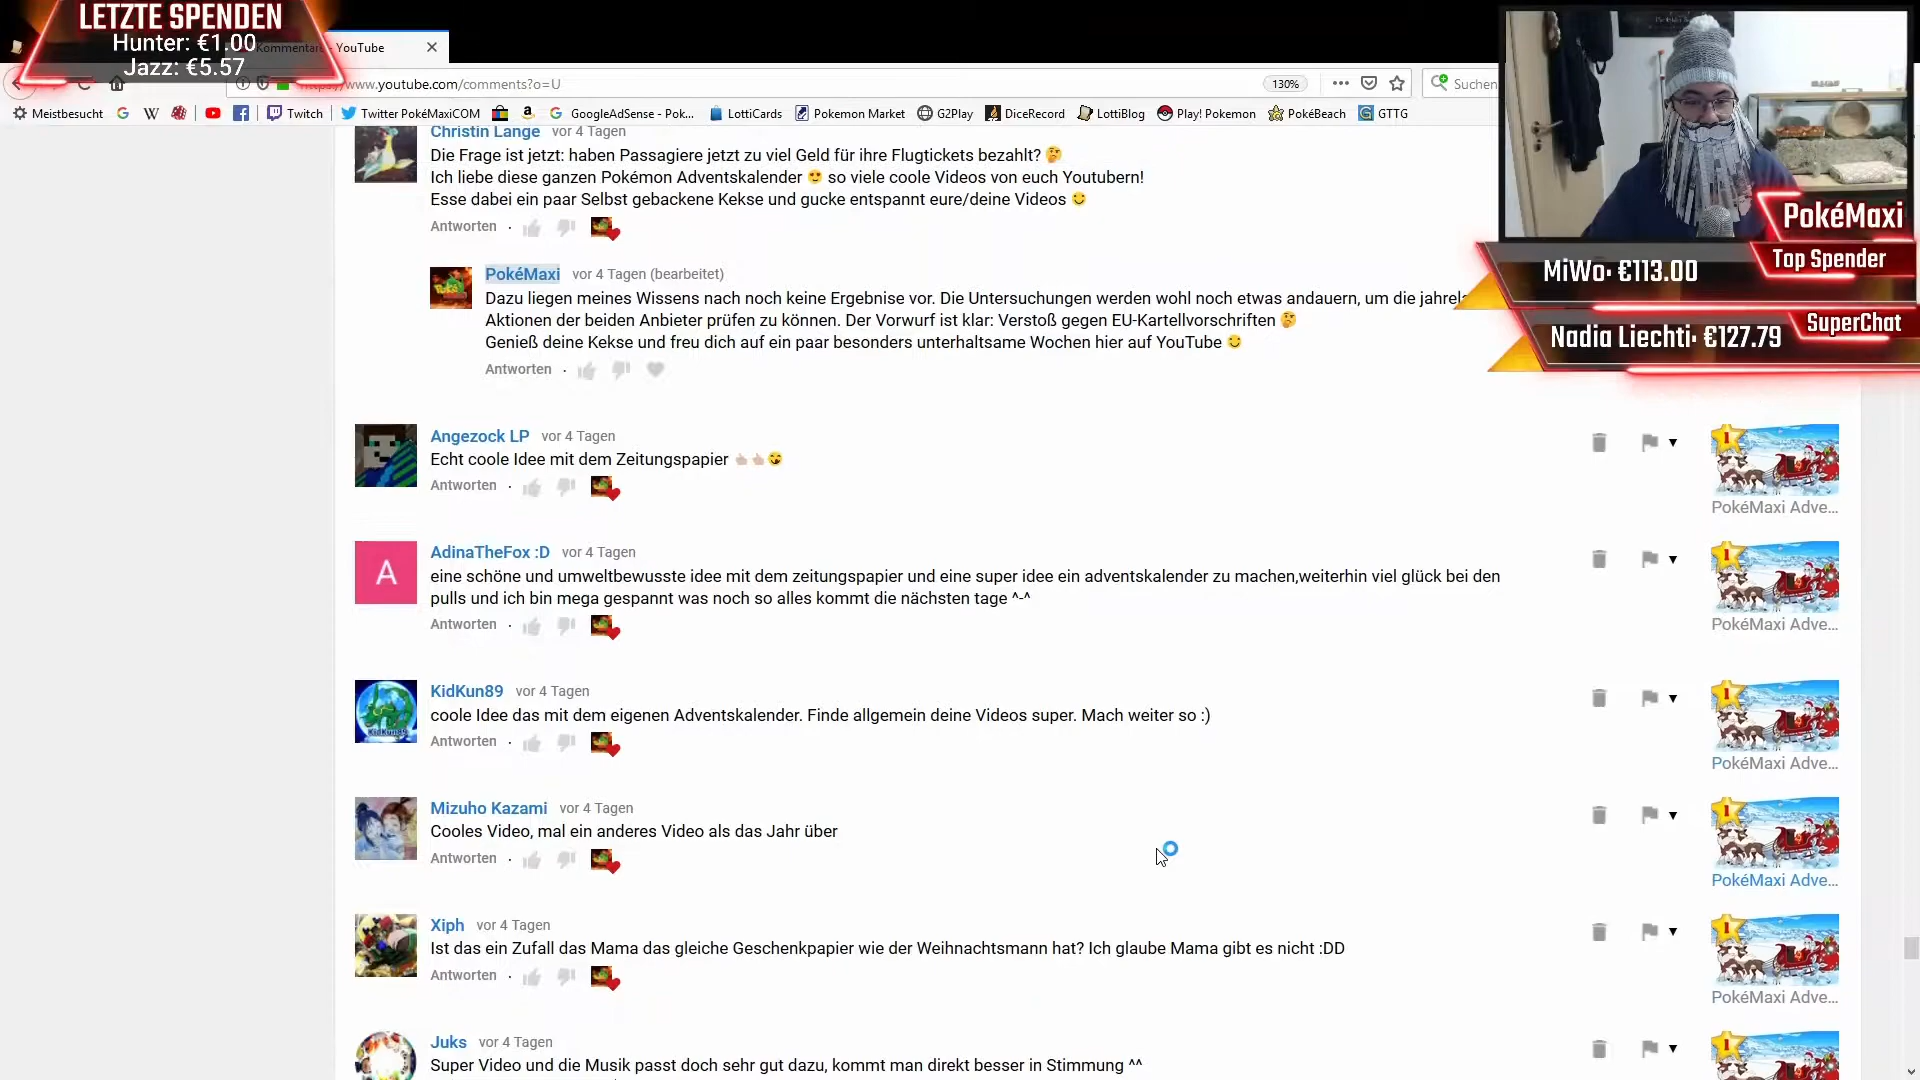 LETZTE SPENDEN
Hunter: €1.00
Jazz: €5.57
Kommentare - YouTube
www.youtube.com/comments?o=U
130%
Suchen
Meistbesucht
Twitch
Twitter PokéMaxiCOM
GoogleAdSense - Pok...
LottiCards
Pokemon Market
G2Play
DiceRecord
LottiBlog
Play! Pokemon
PokéBeach
GTTG
PokéMaxi
Top Spender
MiWo: €113.00
SuperChat
Nadia Liechti: €127.79
Christin Lange vor 4 Tagen
Die Frage ist jetzt: haben Passagiere jetzt zu viel Geld für ihre Flugtickets bezahlt? 🤔
Ich liebe diese ganzen Pokémon Adventskalender 😍 so viele coole Videos von euch Youtubern!
Esse dabei ein paar Selbst gebackene Kekse und gucke entspannt eure/deine Videos 😊
Antworten
PokéMaxi vor 4 Tagen (bearbeitet)
Dazu liegen meines Wissens nach noch keine Ergebnise vor. Die Untersuchungen werden wohl noch etwas andauern, um die
Aktionen der beiden Anbieter prüfen zu können. Der Vorwurf ist klar: Verstoß gegen EU-Kartellvorschriften 🤔
Genieß deine Kekse und freu dich auf ein paar besonders unterhaltsame Wochen hier auf YouTube 😊
Antworten
Angezock LP vor 4 Tagen
Echt coole Idee mit dem Zeitungspapier 👍🏻👍🏻😋
Antworten
1
PokéMaxi Adve...
A
AdinaTheFox :D vor 4 Tagen
eine schöne und umweltbewusste idee mit dem zeitungspapier und eine super idee ein adventskalender zu machen,weiterhin viel glück bei den
pulls und ich bin mega gespannt was noch so alles kommt die nächsten tage ^-^
Antworten
1
PokéMaxi Adve...
KidKun89
KidKun89 vor 4 Tagen
coole Idee das mit dem eigenen Adventskalender. Finde allgemein deine Videos super. Mach weiter so :)
Antworten
1
PokéMaxi Adve...
Mizuho Kazami vor 4 Tagen
Cooles Video, mal ein anderes Video als das Jahr über
Antworten
1
PokéMaxi Adve...
Xiph vor 4 Tagen
Ist das ein Zufall das Mama das gleiche Geschenkpapier wie der Weihnachtsmann hat? Ich glaube Mama gibt es nicht :DD
Antworten
1
PokéMaxi Adve...
Juks vor 4 Tagen
Super Video und die Musik passt doch sehr gut dazu, kommt man direkt besser in Stimmung ^^
1